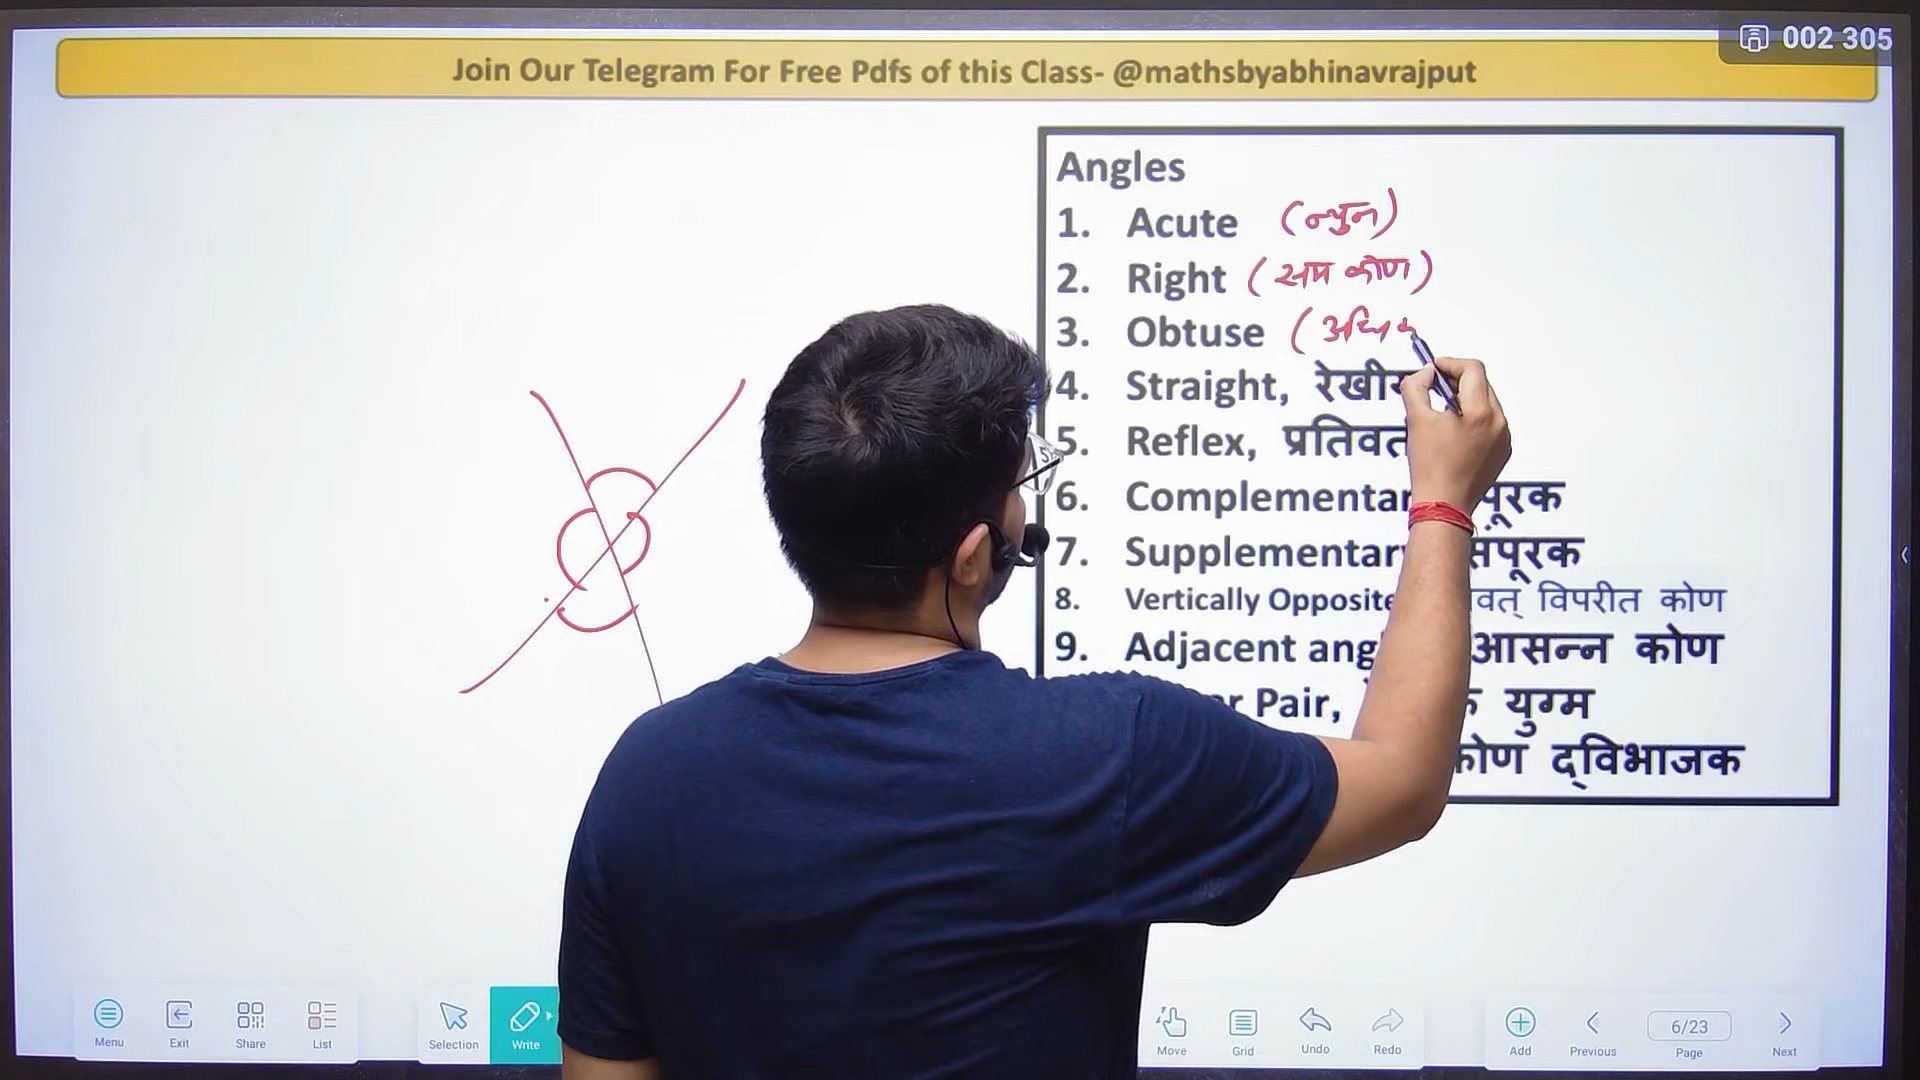 002 305
Join Our Telegram For Free Pdfs of this Class- @mathsbyabhinavrajput
Angles
1. Acute (न्युन)
2. Right (सम कोण)
3. Obtuse (अधिक
4. Straight, रेखीय
5. Reflex, प्रतिवत
6. Complementar पूरक
7. Supplementary संपूरक
8. Vertically Opposite वत् विपरीत कोण
9. Adjacent ang आसन्न कोण
Pair, युग्म
कोण द्विभाजक
Menu Exit Share List Selection Write Move Grid Undo Redo Add Previous 6/23 Page Next